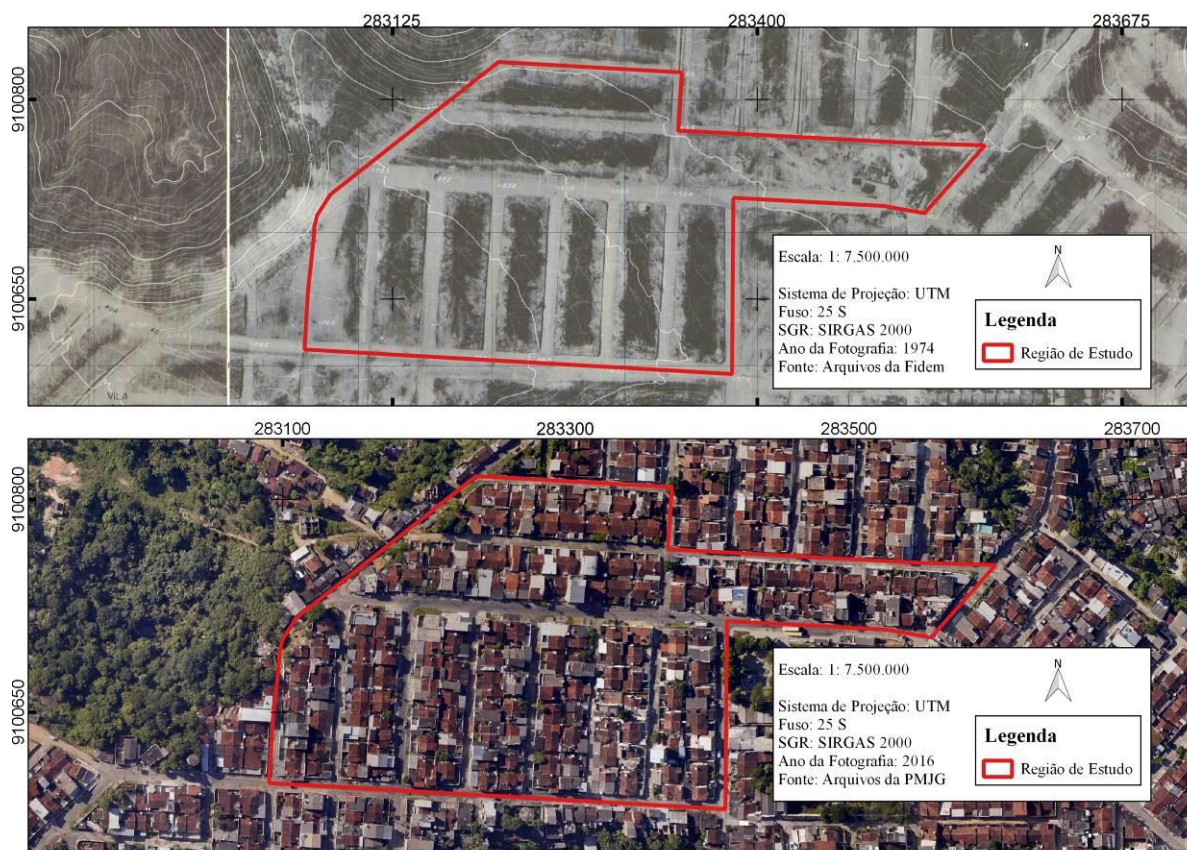 283125 283400 283675
9100800
9100650
VILA
Escala: 1: 7.500.000
N
Sistema de Projeção: UTM
Fuso: 25 S
SGR: SIRGAS 2000
Ano da Fotografia: 1974
Fonte: Arquivos da Fidem
Legenda
Região de Estudo
283100 283300 283500 283700
9100800
9100650
Escala: 1: 7.500.000
N
Sistema de Projeção: UTM
Fuso: 25 S
SGR: SIRGAS 2000
Ano da Fotografia: 2016
Fonte: Arquivos da PMJG
Legenda
Região de Estudo